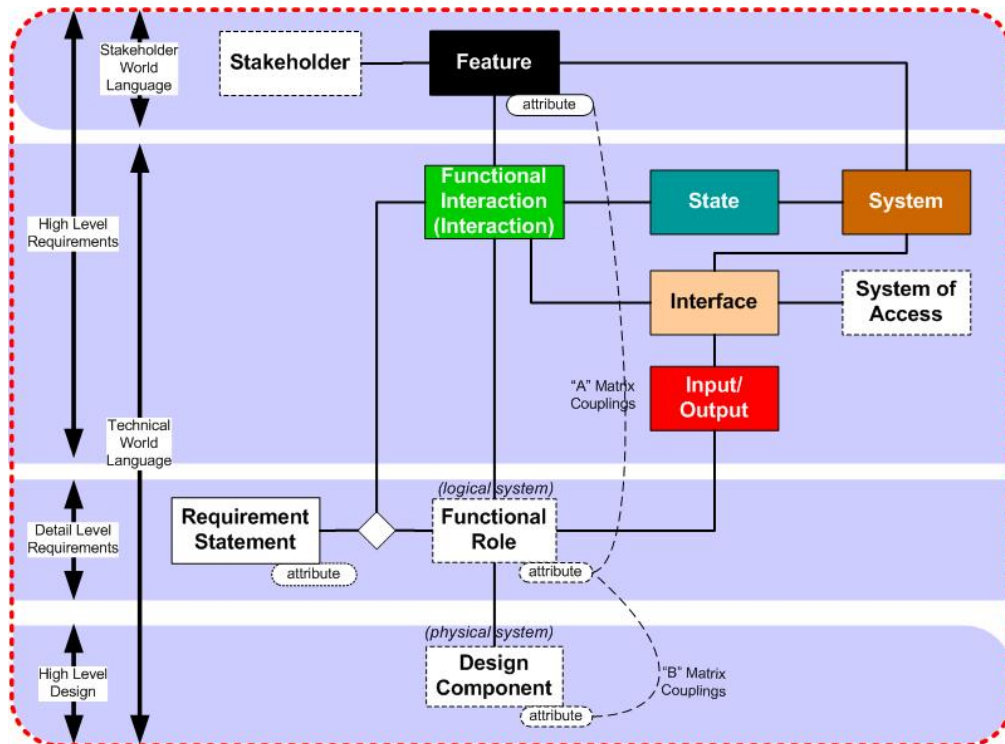 Stakeholder
World
Language
Stakeholder
Feature
attribute
High Level
Requirements
Functional
Interaction
(Interaction)
State
System
Interface
System of
Access
"A" Matrix
Couplings
Input/
Output
Technical
World
Language
(logical system)
Detail Level
Requirements
Requirement
Statement
attribute
Functional
Role
attribute
(physical system)
High Level
Design
Design
Component
attribute
"B" Matrix
Couplings